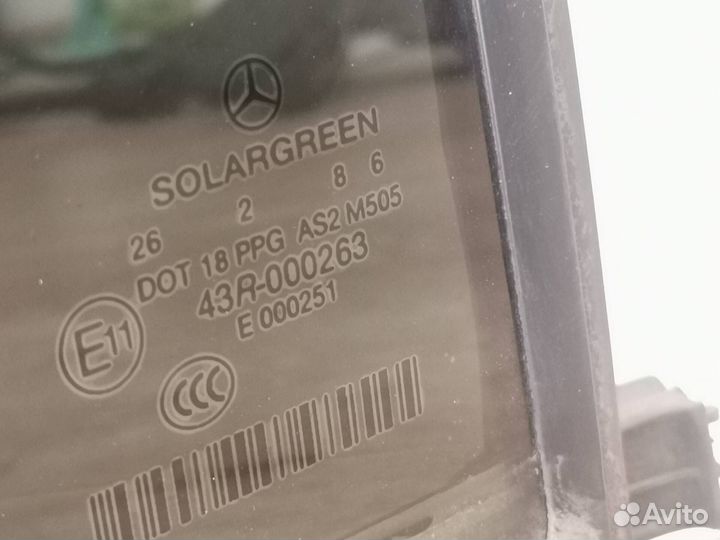 SOLARGREEN
26 2 8 6
DOT 18 PPG AS2 M505
43R-000263
E 000251
E11
CCC
Avito